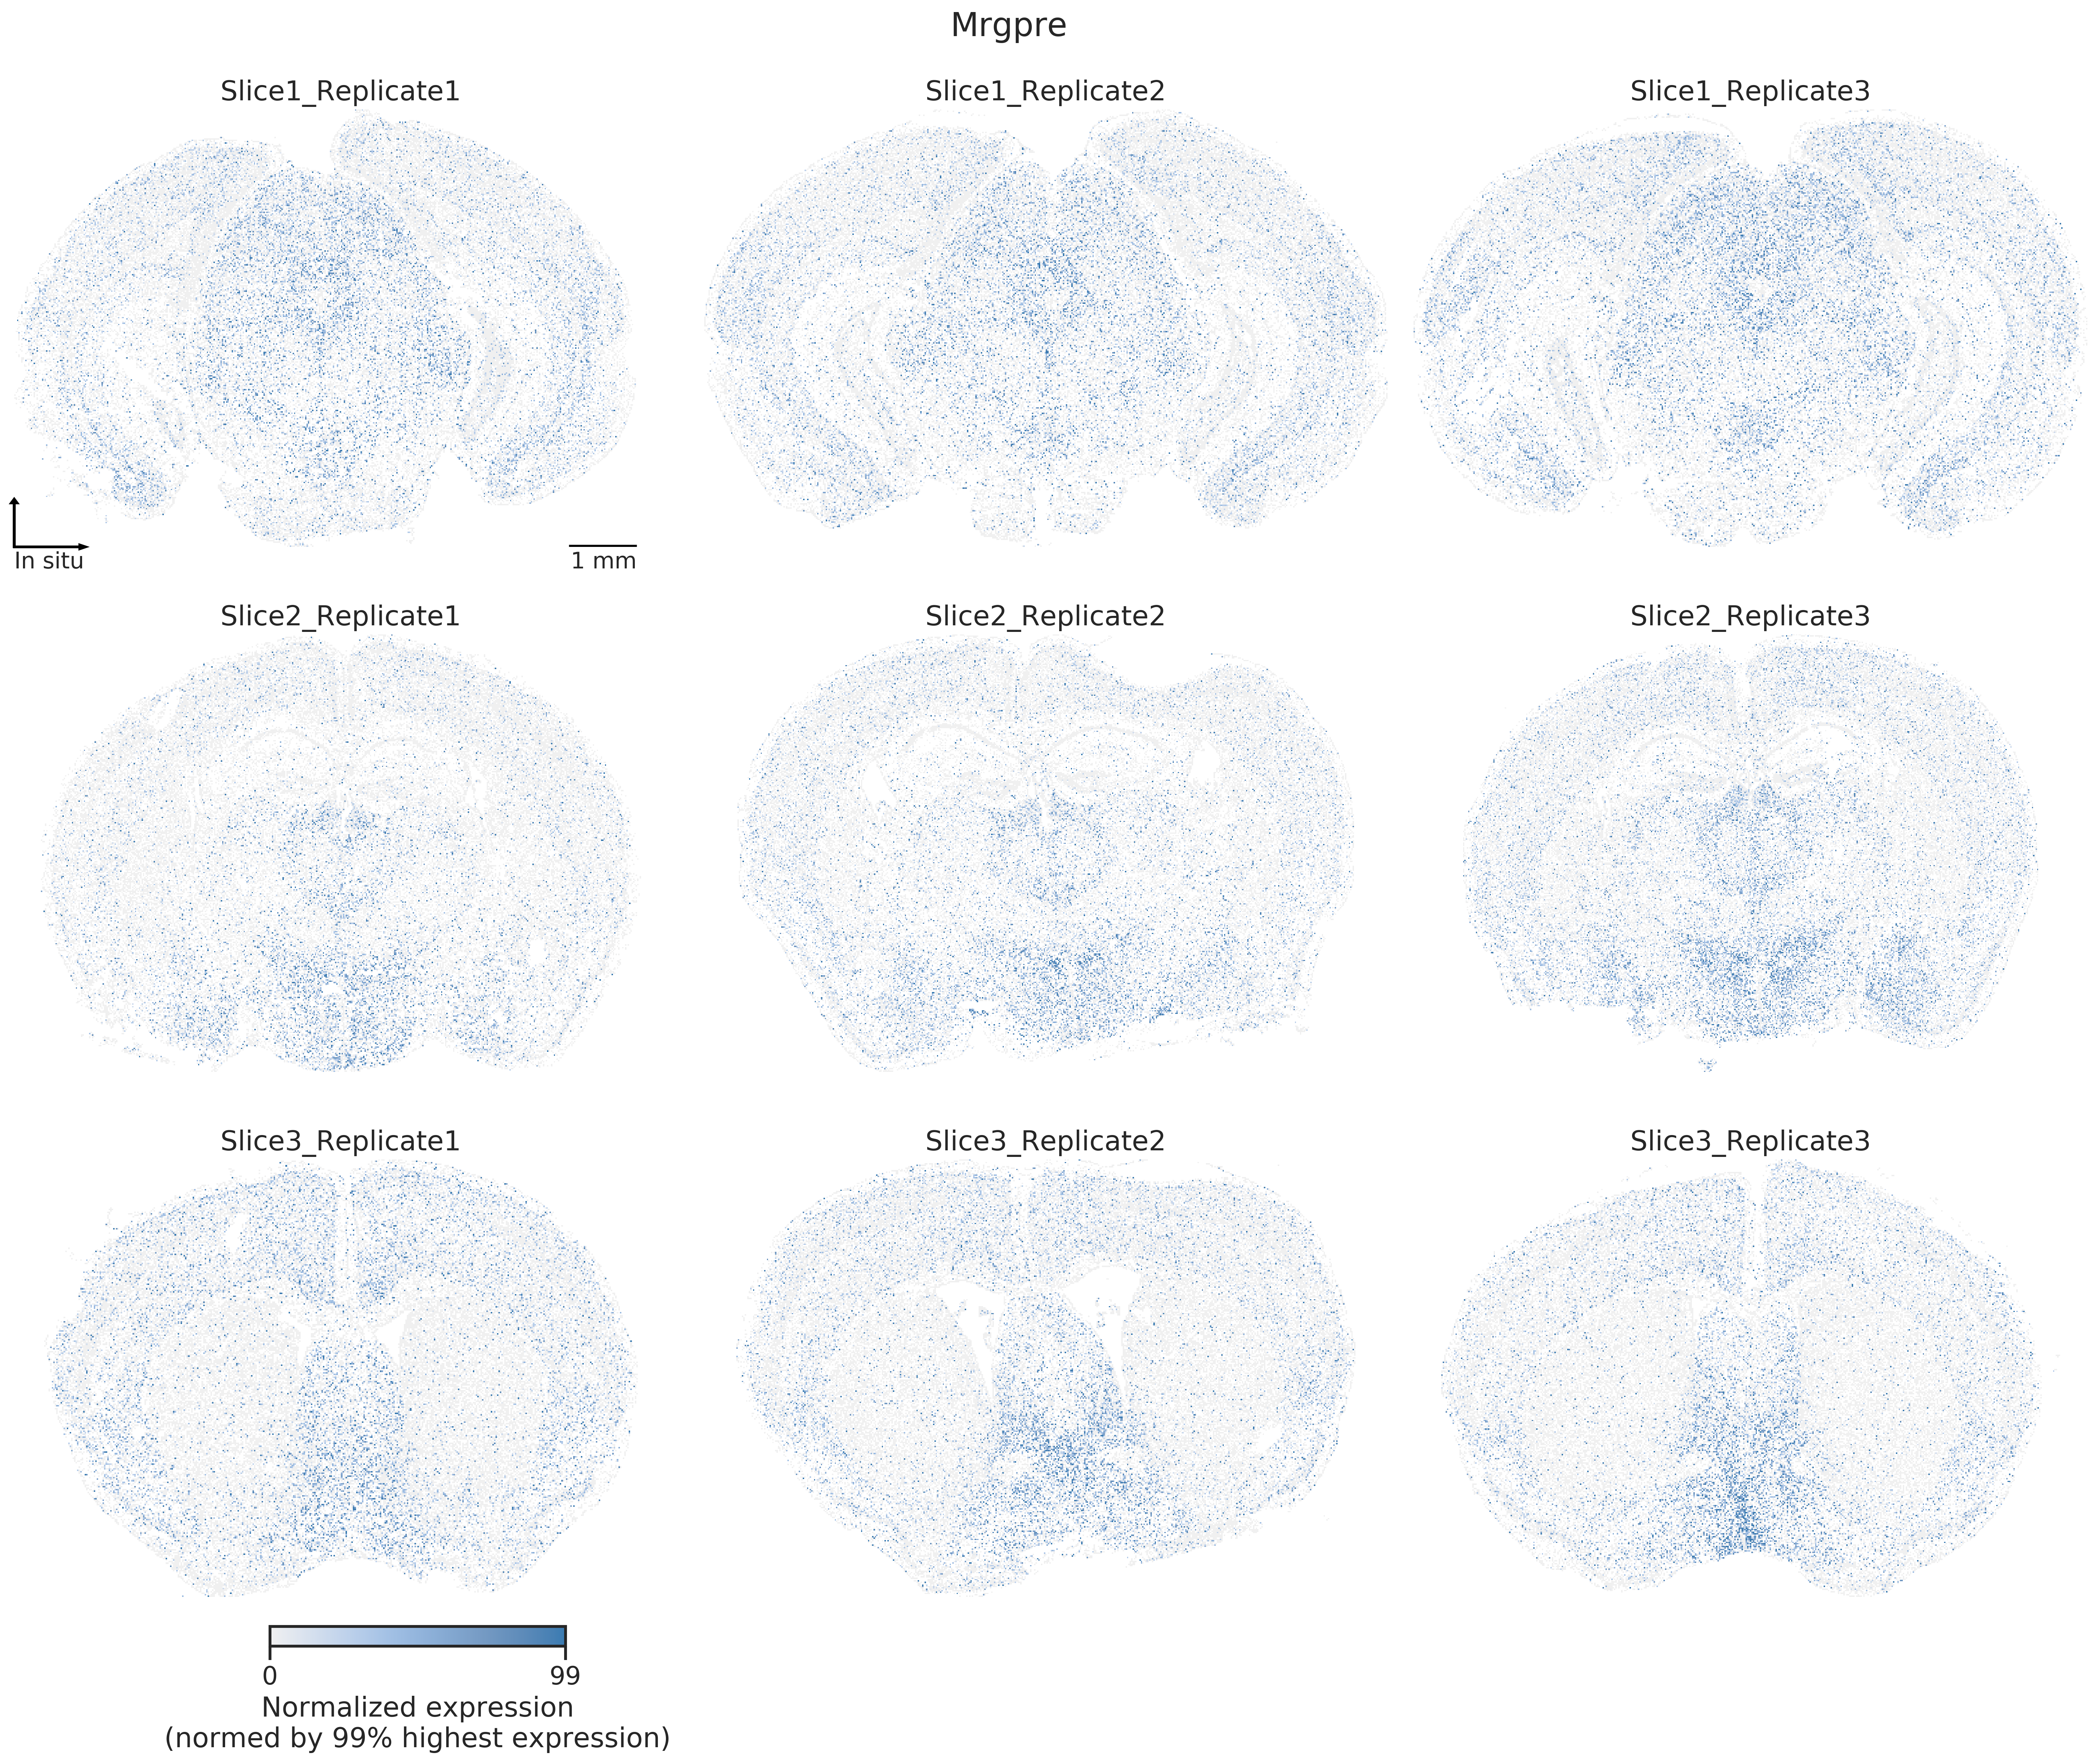 Mrgpre
Slice1_Replicate1
Slice1_Replicate2
Slice1_Replicate3
In situ
1 mm
Slice2_Replicate1
Slice2_Replicate2
Slice2_Replicate3
Slice3_Replicate1
Slice3_Replicate2
Slice3_Replicate3
0
99
Normalized expression
(normed by 99% highest expression)